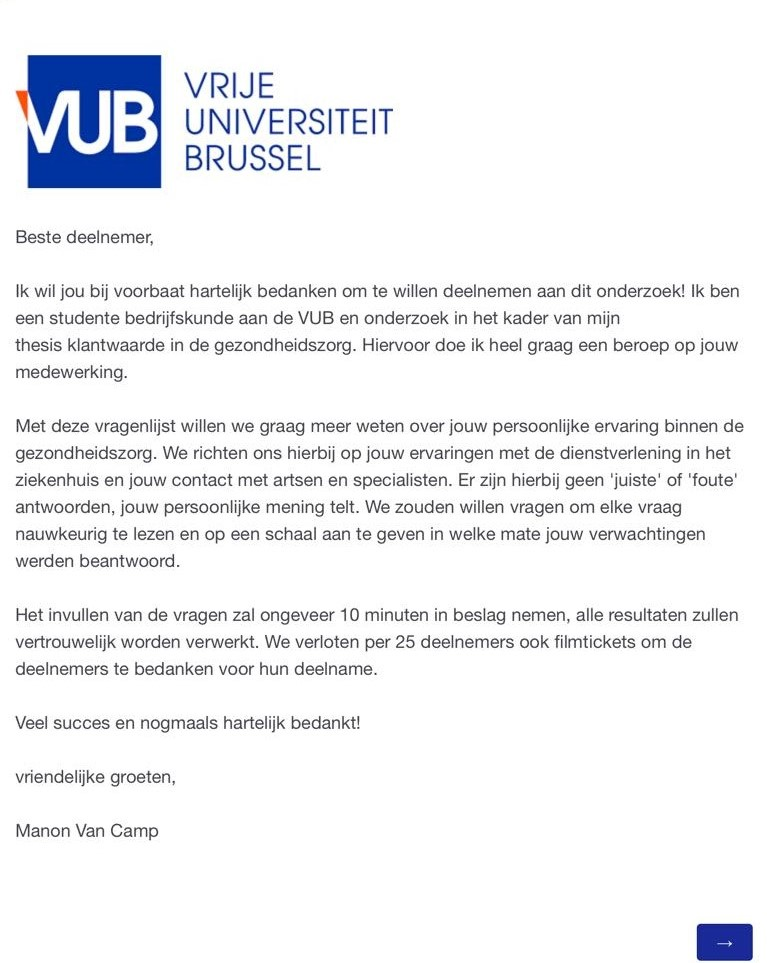 VUB
VRIJE
UNIVERSITEIT
BRUSSEL
Beste deelnemer,
Ik wil jou bij voorbaat hartelijk bedanken om te willen deelnemen aan dit onderzoek! Ik ben
een studente bedrijfskunde aan de VUB en onderzoek in het kader van mijn
thesis klantwaarde in de gezondheidszorg. Hiervoor doe ik heel graag een beroep op jouw
medewerking.
Met deze vragenlijst willen we graag meer weten over jouw persoonlijke ervaring binnen de
gezondheidszorg. We richten ons hierbij op jouw ervaringen met de dienstverlening in het
ziekenhuis en jouw contact met artsen en specialisten. Er zijn hierbij geen 'juiste' of 'foute'
antwoorden, jouw persoonlijke mening telt. We zouden willen vragen om elke vraag
nauwkeurig te lezen en op een schaal aan te geven in welke mate jouw verwachtingen
werden beantwoord.
Het invullen van de vragen zal ongeveer 10 minuten in beslag nemen, alle resultaten zullen
vertrouwelijk worden verwerkt. We verloten per 25 deelnemers ook filmtickets om de
deelnemers te bedanken voor hun deelname.
Veel succes en nogmaals hartelijk bedankt!
vriendelijke groeten,
Manon Van Camp
→